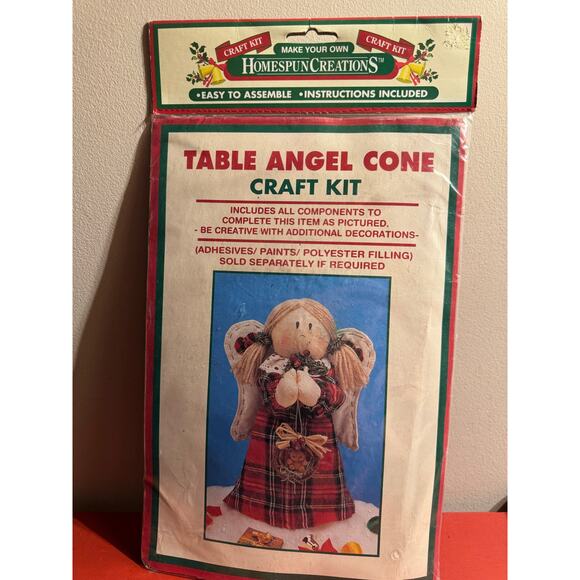 CRAFT KIT
MAKE YOUR OWN
CRAFT KIT
HOMESPUN CREATIONS™
•EASY TO ASSEMBLE •INSTRUCTIONS INCLUDED
TABLE ANGEL CONE
CRAFT KIT
INCLUDES ALL COMPONENTS TO
COMPLETE THIS ITEM AS PICTURED.
- BE CREATIVE WITH ADDITIONAL DECORATIONS-
(ADHESIVES/ PAINTS/ POLYESTER FILLING)
SOLD SEPARATELY IF REQUIRED